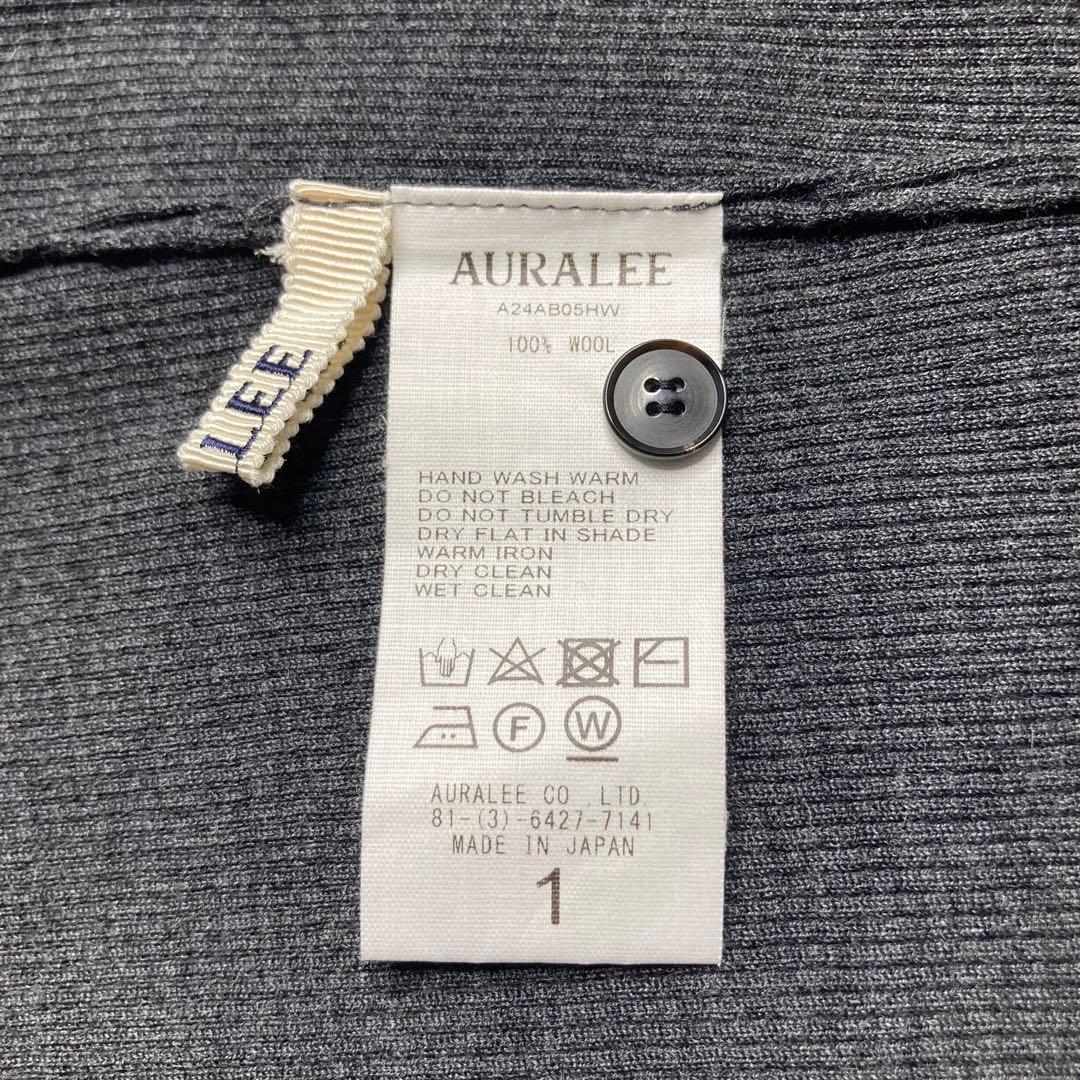 AURALEE
A24AB05HW
100% WOOL
LEE
HAND WASH WARM
DO NOT BLEACH
DO NOT TUMBLE DRY
DRY FLAT IN SHADE
WARM IRON
DRY CLEAN
WET CLEAN
F W
AURALEE CO.,LTD.
81-(3)-6427-7141
MADE IN JAPAN
1